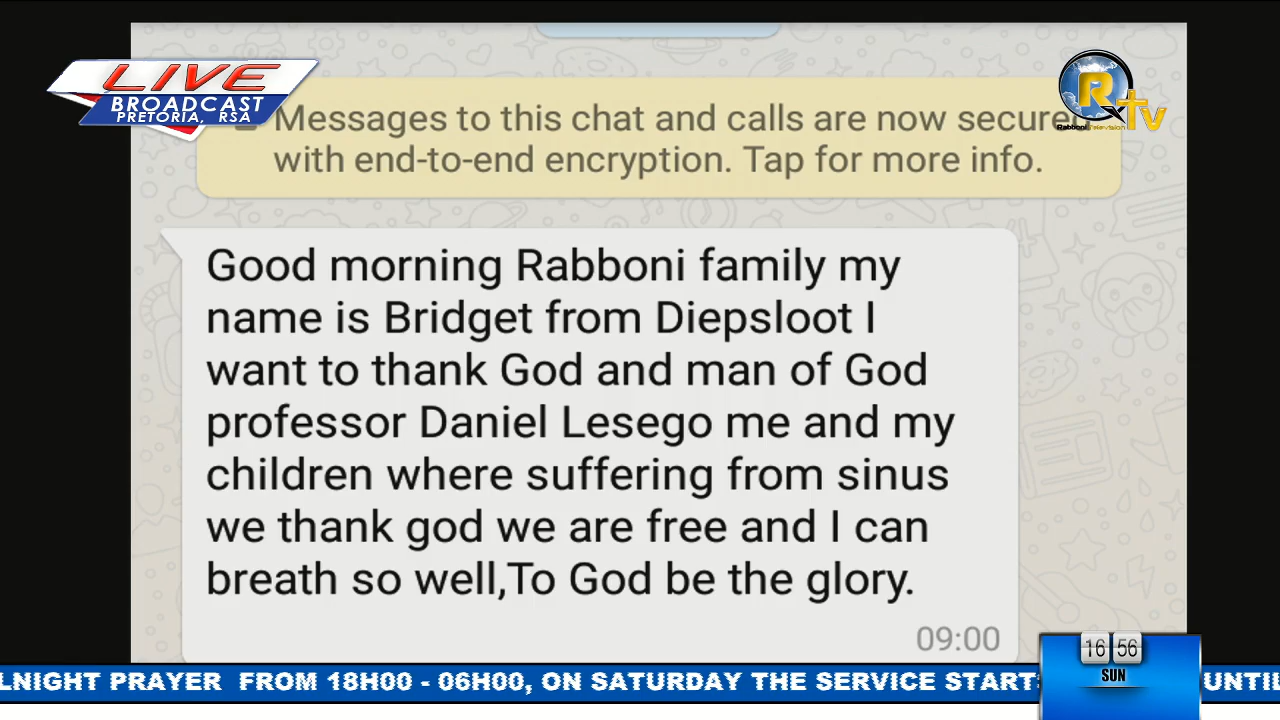 LIVE
BROADCAST
PRETORIA, RSA
R tv
Rabboni Television
Messages to this chat and calls are now secured
with end-to-end encryption. Tap for more info.
Good morning Rabboni family my
name is Bridget from Diepsloot I
want to thank God and man of God
professor Daniel Lesego me and my
children where suffering from sinus
we thank god we are free and I can
breath so well,To God be the glory.
09:00
16 56
SUN
LNIGHT PRAYER FROM 18H00 - 06H00, ON SATURDAY THE SERVICE START UNTIL